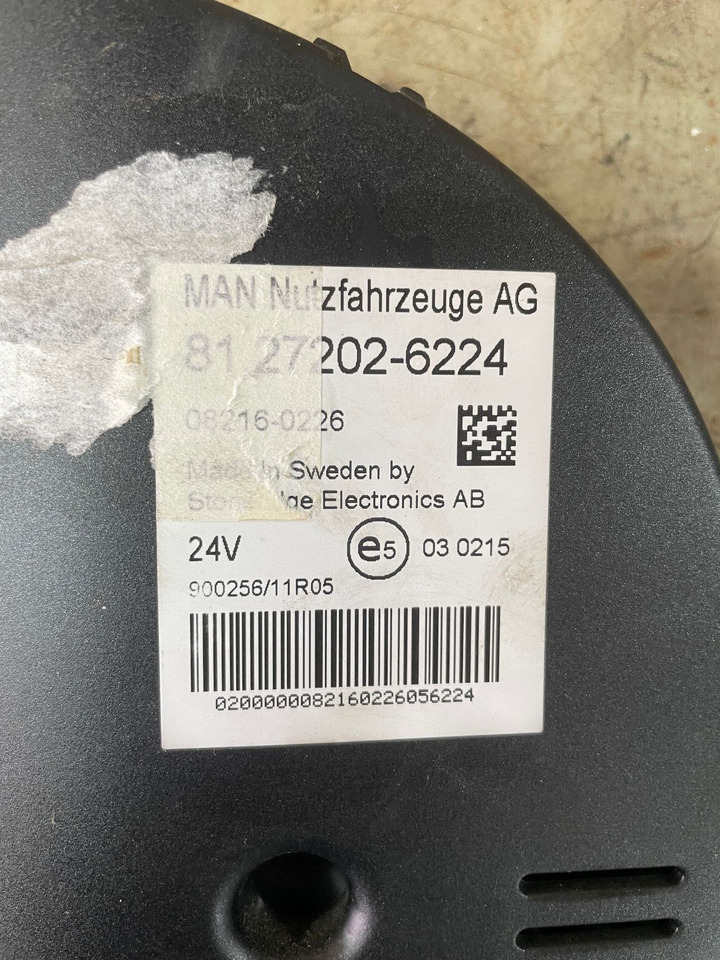 MAN Nutzfahrzeuge AG
81.27202-6224
08216-0226
Made in Sweden by
Stoneridge Electronics AB
24V e5 03 0215
900256/11R05
0200000082160226056224